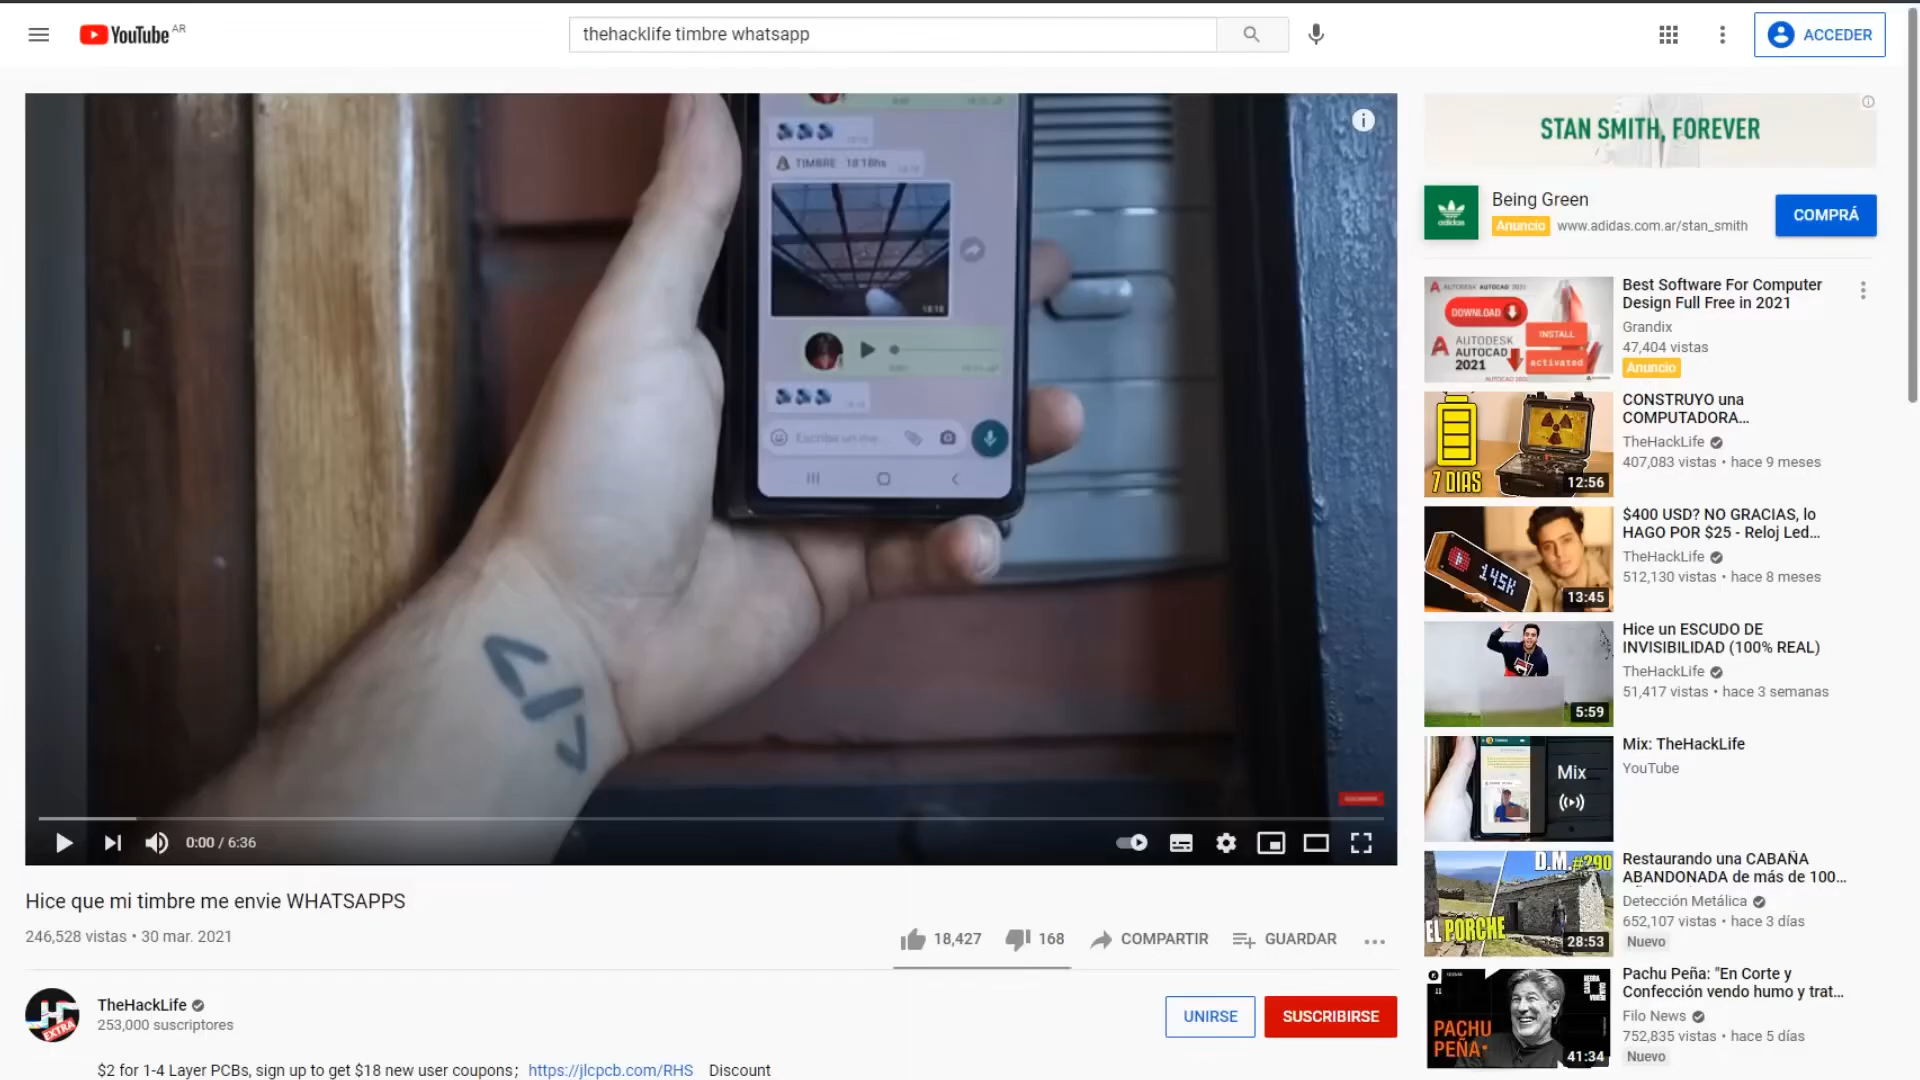 YouTube AR
thehacklife timbre whatsapp
ACCEDER
TIMBRE - 18:18hs
18:18
0:00 / 6:36
Hice que mi timbre me envie WHATSAPPS
246,528 vistas • 30 mar. 2021
18,427
168
COMPARTIR
GUARDAR
TheHackLife
253,000 suscriptores
UNIRSE
SUSCRIBIRSE
$2 for 1-4 Layer PCBs, sign up to get $18 new user coupons; https://jlcpcb.com/RHS Discount
STAN SMITH, FOREVER
adidas
Being Green
Anuncio www.adidas.com.ar/stan_smith
COMPRÁ
AUTODESK AUTOCAD 2021
DOWNLOAD
INSTALL
AUTODESK
AUTOCAD
2021
activated
Best Software For Computer
Design Full Free in 2021
Grandix
47,404 vistas
Anuncio
7 DIAS
12:56
CONSTRUYO una
COMPUTADORA...
TheHackLife
407,083 vistas • hace 9 meses
145K
13:45
$400 USD? NO GRACIAS, lo
HAGO POR $25 - Reloj Led...
TheHackLife
512,130 vistas • hace 8 meses
5:59
Hice un ESCUDO DE
INVISIBILIDAD (100% REAL)
TheHackLife
51,417 vistas • hace 3 semanas
Mix
Mix: TheHackLife
YouTube
D.M.#290
EL PORCHE
28:53
Restaurando una CABAÑA
ABANDONADA de más de 100...
Detección Metálica
652,107 vistas • hace 3 días
Nuevo
PACHU
PEÑA
41:34
Pachu Peña: "En Corte y
Confección vendo humo y trat...
Filo News
752,835 vistas • hace 5 días
Nuevo